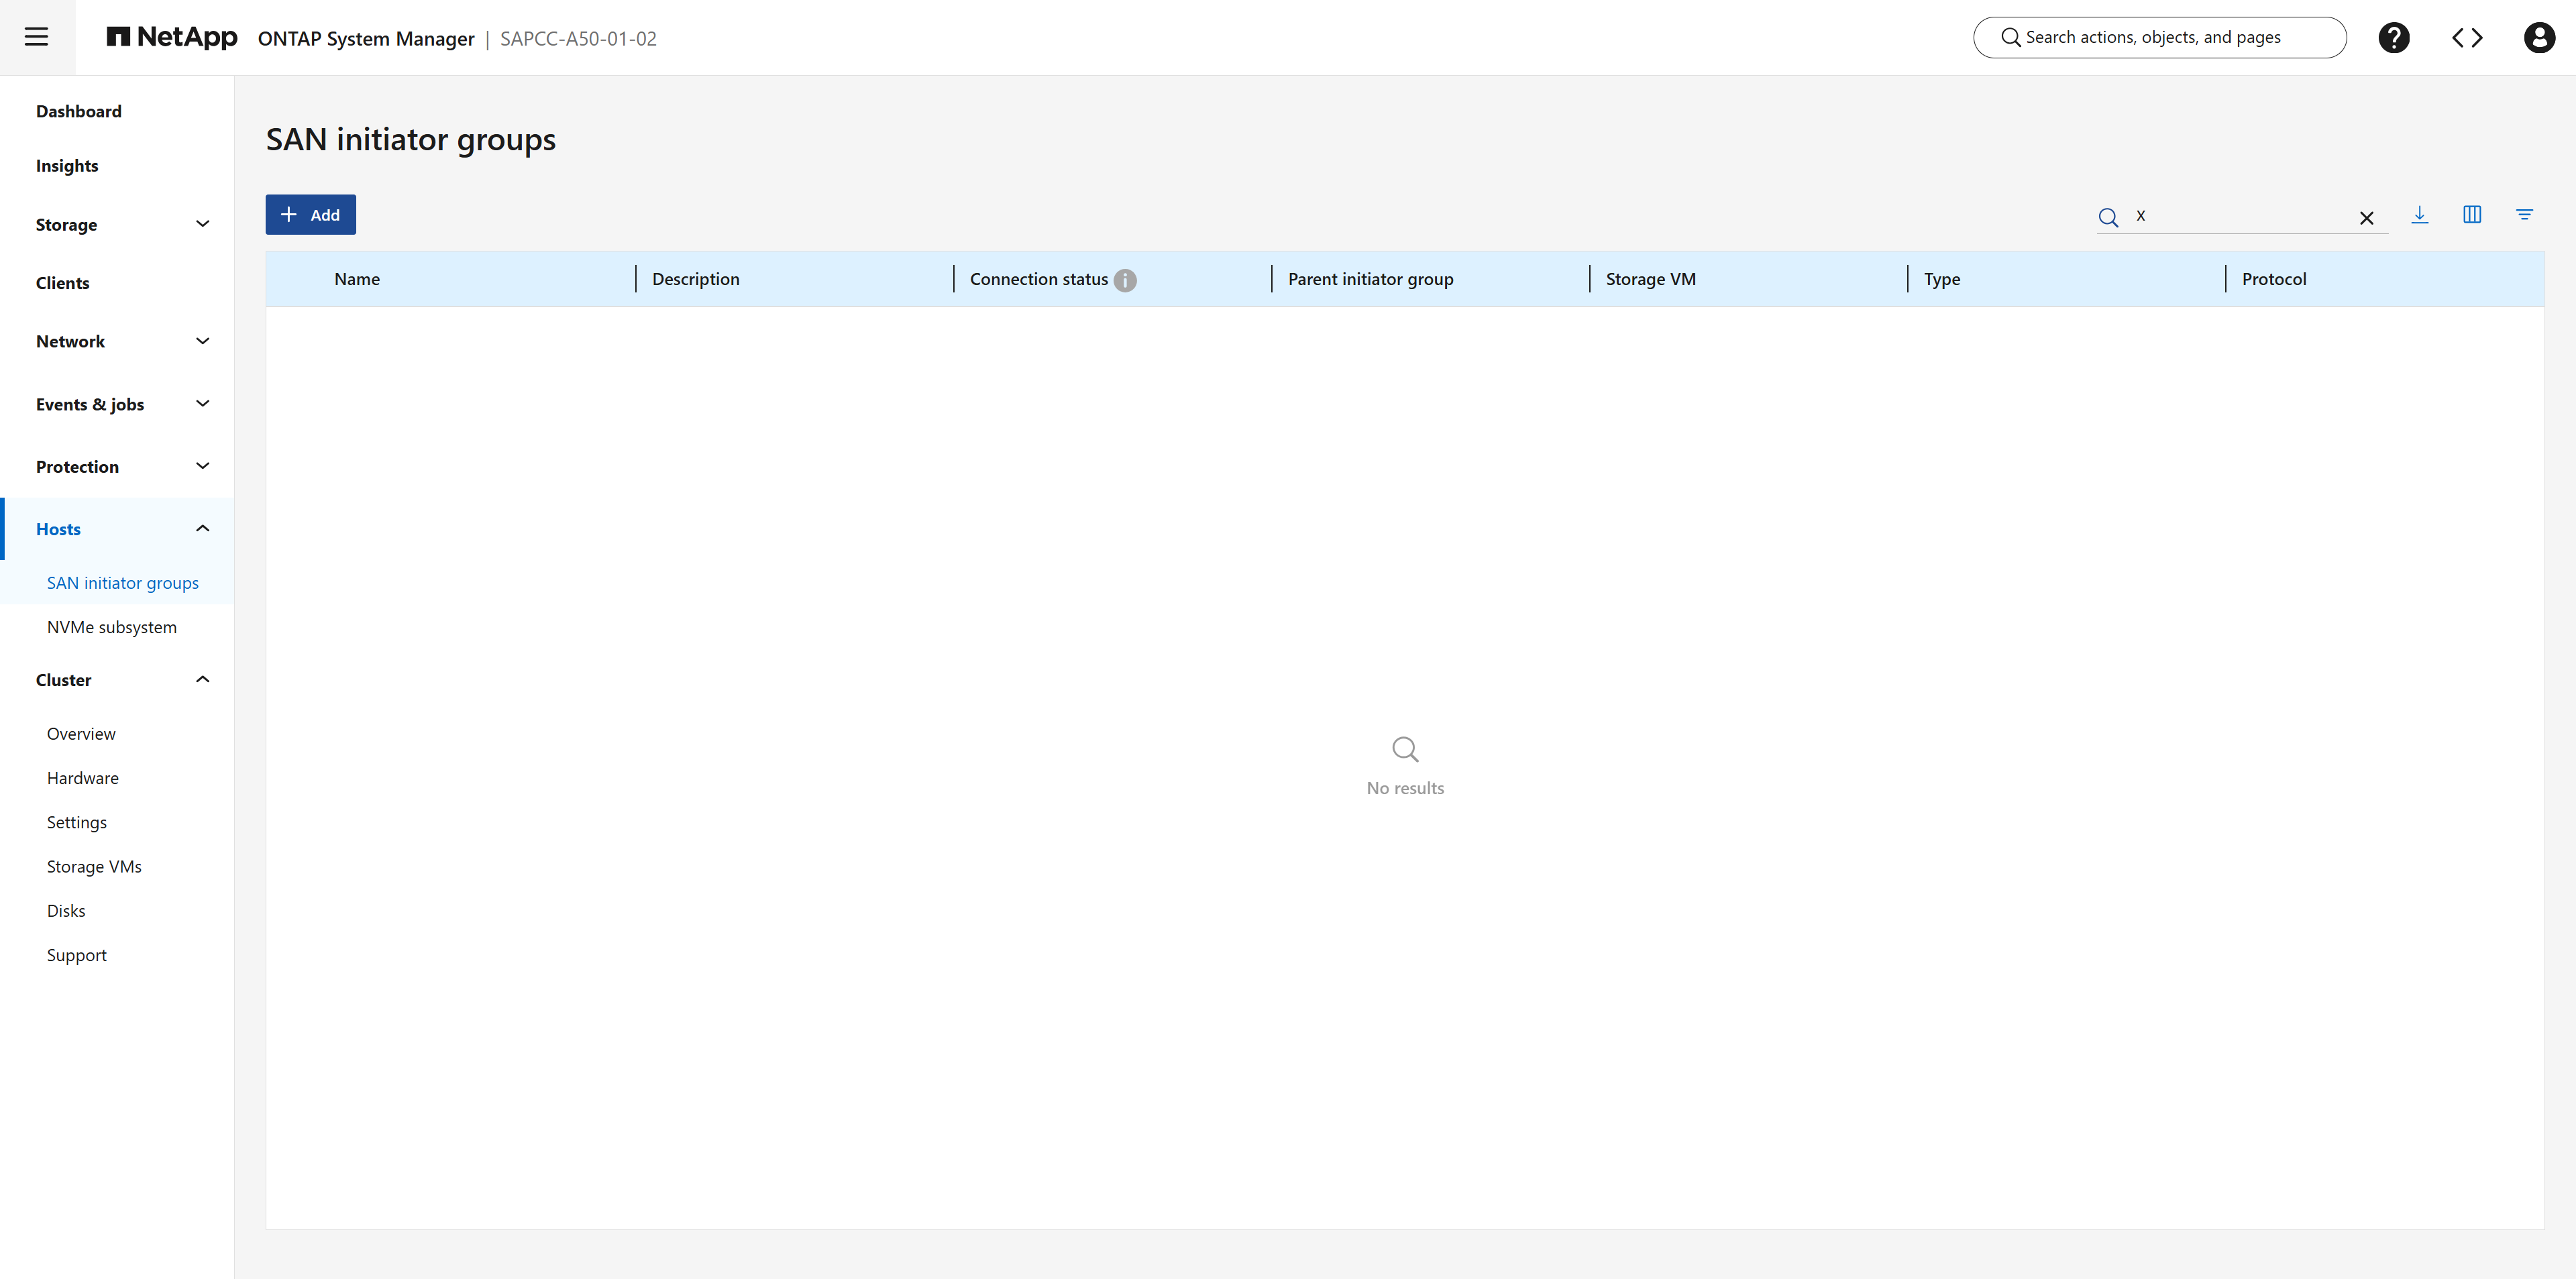 NetApp ONTAP System Manager | SAPCC-A50-01-02
Search actions, objects, and pages
Dashboard
Insights
Storage
Clients
Network
Events & jobs
Protection
Hosts
SAN initiator groups
NVMe subsystem
Cluster
Overview
Hardware
Settings
Storage VMs
Disks
Support
SAN initiator groups
+ Add
x
Name Description Connection status Parent initiator group Storage VM Type Protocol
No results